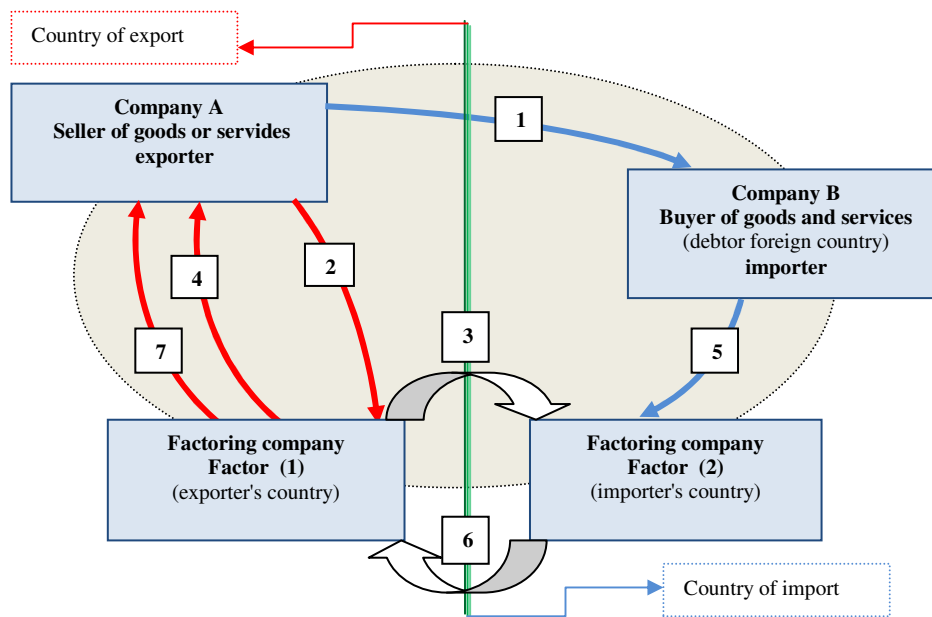 Country of export
Company A
Seller of goods or servides
exporter
1
Company B
Buyer of goods and services
(debtor foreign country)
importer
2
4
3
7
5
Factoring company
Factor (1)
(exporter's country)
Factoring company
Factor (2)
(importer's country)
6
Country of import